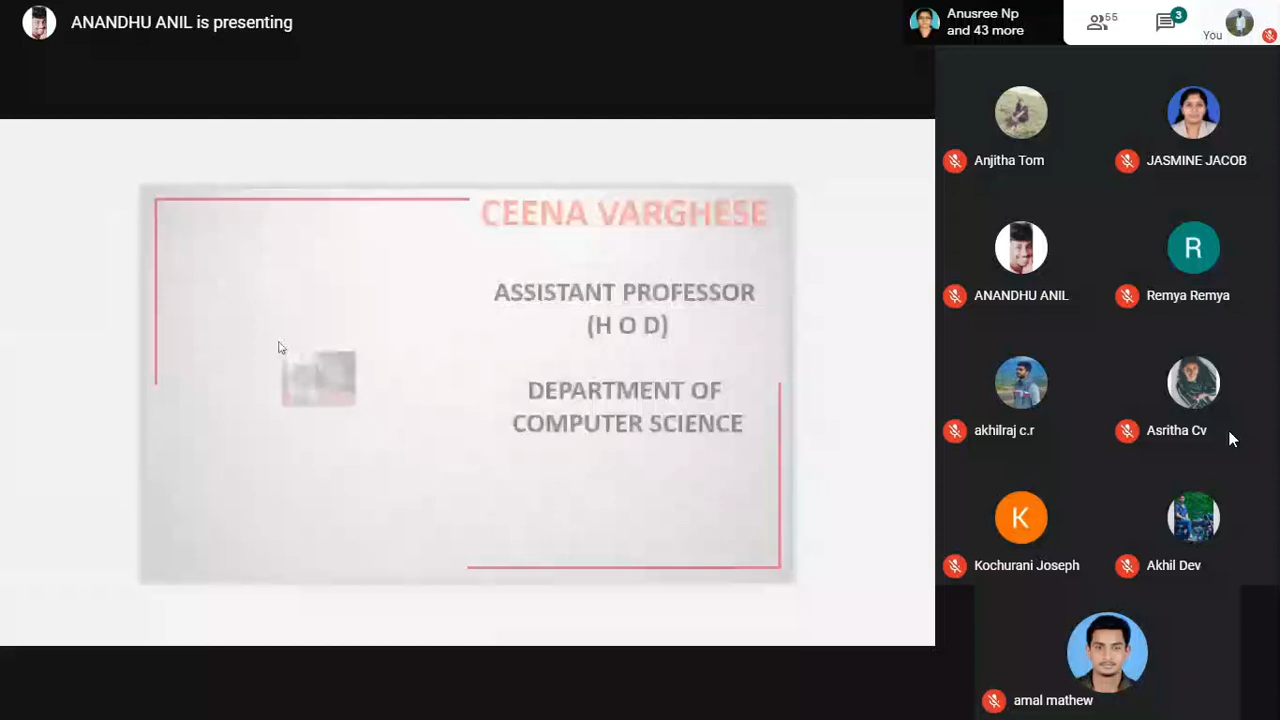 ANANDHU ANIL is presenting
Anusree Np
and 43 more
55
3
You
CEENA VARGHESE
ASSISTANT PROFESSOR
(H O D)
DEPARTMENT OF
COMPUTER SCIENCE
Anjitha Tom
JASMINE JACOB
R
ANANDHU ANIL
Remya Remya
akhilraj c.r
Asritha Cv
K
Kochurani Joseph
Akhil Dev
amal mathew